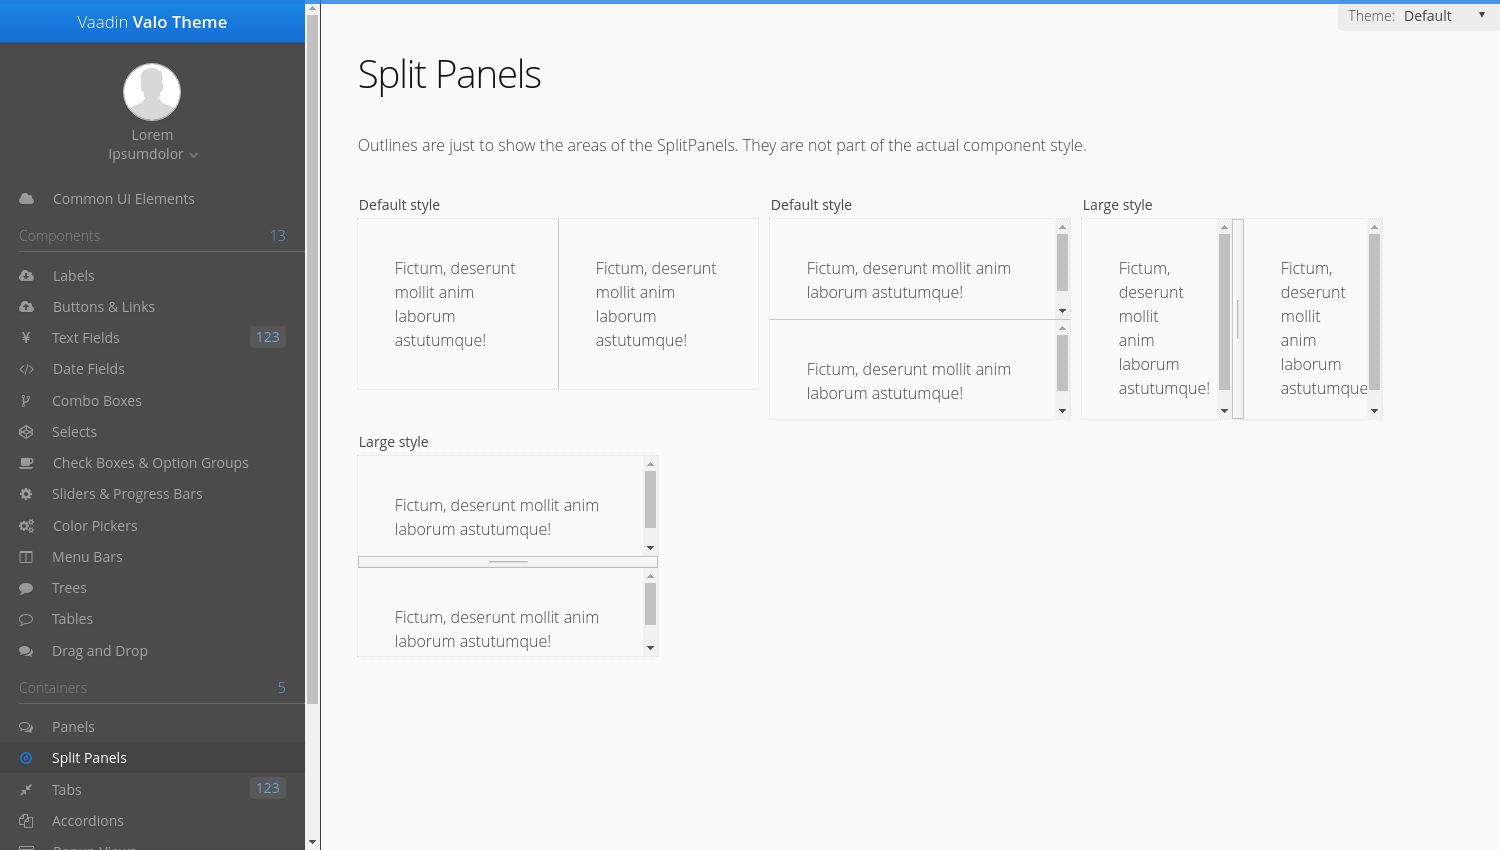 Vaadin Valo Theme
Lorem
Ipsumdolor
Common UI Elements
Components 13
Labels
Buttons & Links
Text Fields 123
Date Fields
Combo Boxes
Selects
Check Boxes & Option Groups
Sliders & Progress Bars
Color Pickers
Menu Bars
Trees
Tables
Drag and Drop
Containers 5
Panels
Split Panels
Tabs 123
Accordions
Popup Views
Theme: Default
Split Panels
Outlines are just to show the areas of the SplitPanels. They are not part of the actual component style.
Default style
Fictum, deserunt
mollit anim
laborum
astutumque!
Fictum, deserunt
mollit anim
laborum
astutumque!
Default style
Fictum, deserunt mollit anim
laborum astutumque!
Fictum, deserunt mollit anim
laborum astutumque!
Large style
Fictum,
deserunt
mollit
anim
laborum
astutumque!
Fictum,
deserunt
mollit
anim
laborum
astutumque
Large style
Fictum, deserunt mollit anim
laborum astutumque!
Fictum, deserunt mollit anim
laborum astutumque!